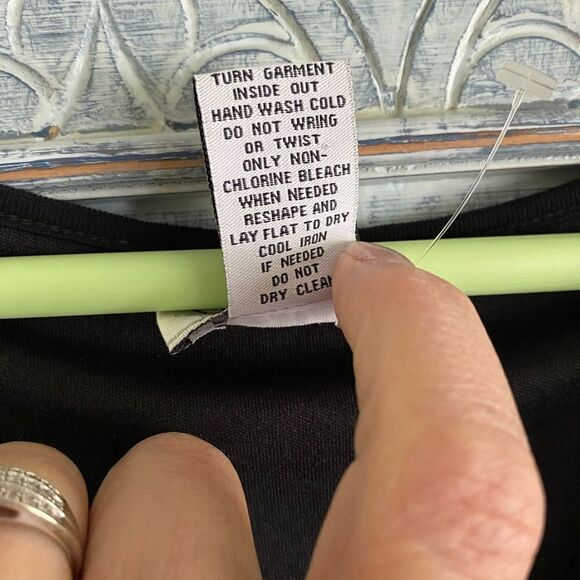 TURN GARMENT
INSIDE OUT
HAND WASH COLD
DO NOT WRING
OR TWIST
ONLY NON-
CHLORINE BLEACH
WHEN NEEDED
RESHAPE AND
LAY FLAT TO DRY
COOL IRON
IF NEEDED
DO NOT
DRY CLEAN